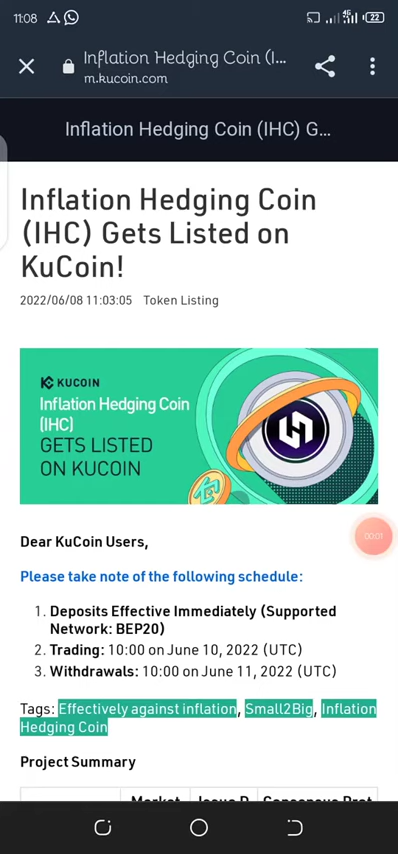 11:08
4G
22
Inflation Hedging Coin (I...
m.kucoin.com
Inflation Hedging Coin (IHC) G...
Inflation Hedging Coin
(IHC) Gets Listed on
KuCoin!
2022/06/08 11:03:05 Token Listing
KUCOIN
Inflation Hedging Coin
(IHC)
GETS LISTED
ON KUCOIN
00:01
Dear KuCoin Users,
Please take note of the following schedule:
1. Deposits Effective Immediately (Supported
Network: BEP20)
2. Trading: 10:00 on June 10, 2022 (UTC)
3. Withdrawals: 10:00 on June 11, 2022 (UTC)
Tags: Effectively against inflation, Small2Big, Inflation
Hedging Coin
Project Summary